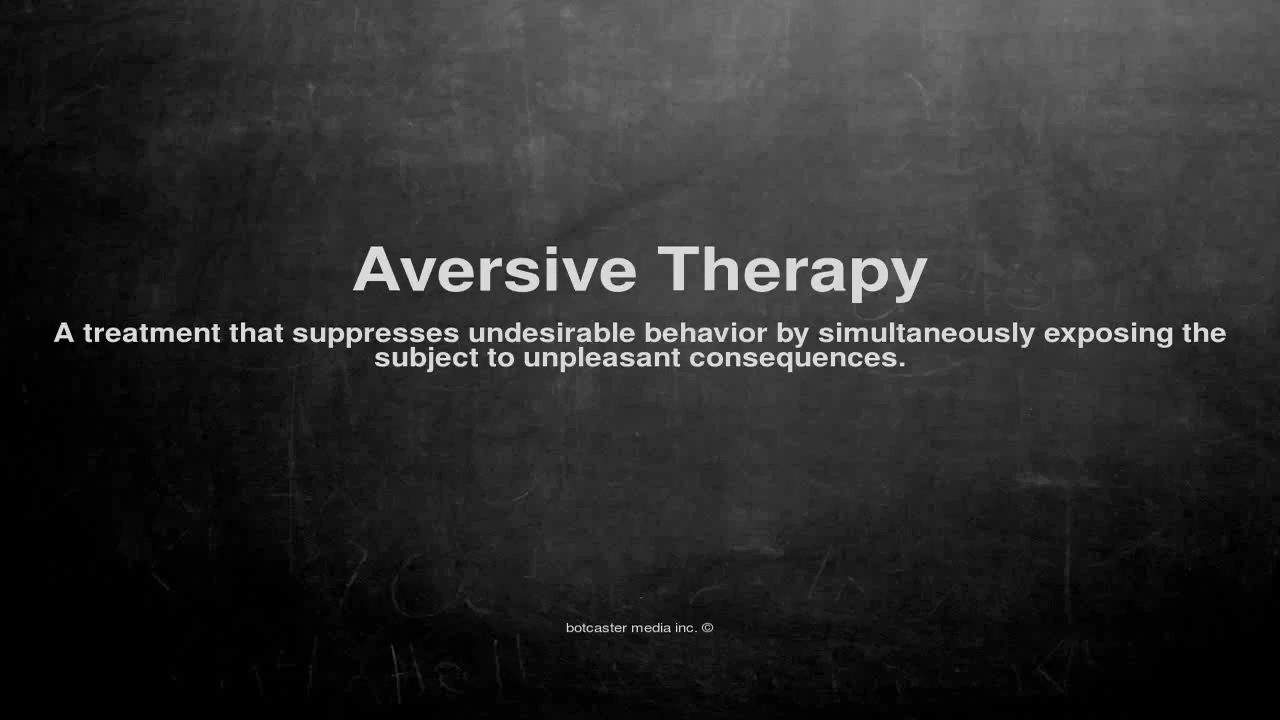 Aversive Therapy
A treatment that suppresses undesirable behavior by simultaneously exposing the
subject to unpleasant consequences.
botcaster media inc. ©